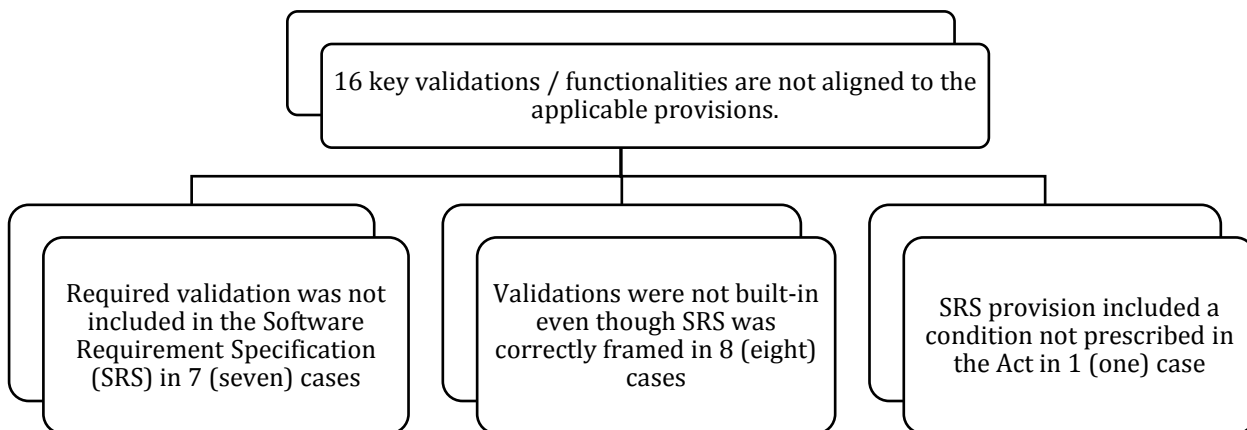 16 key validations / functionalities are not aligned to the
applicable provisions.
Required validation was not
included in the Software
Requirement Specification
(SRS) in 7 (seven) cases
Validations were not built-in
even though SRS was
correctly framed in 8 (eight)
cases
SRS provision included a
condition not prescribed in
the Act in 1 (one) case